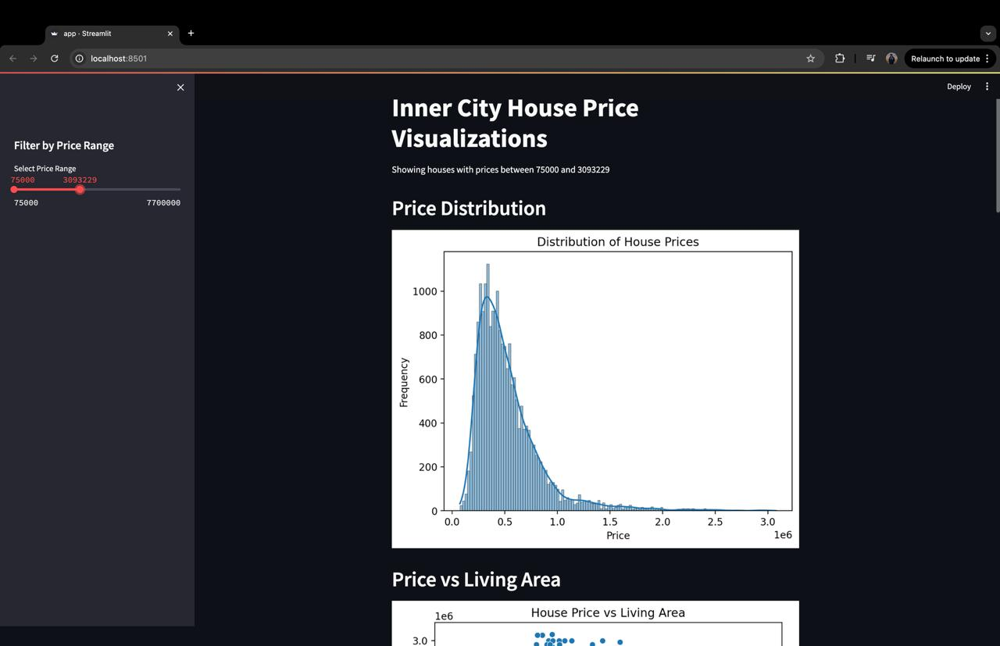 app · Streamlit
localhost:8501
Relaunch to update
Deploy
Filter by Price Range
Select Price Range
75000 3093229
75000 7700000
Inner City House Price
Visualizations
Showing houses with prices between 75000 and 3093229
Price Distribution
Distribution of House Prices
1000
800
Frequency
600
400
200
0
0.0 0.5 1.0 1.5 2.0 2.5 3.0
Price
1e6
Price vs Living Area
House Price vs Living Area
1e6
3.0